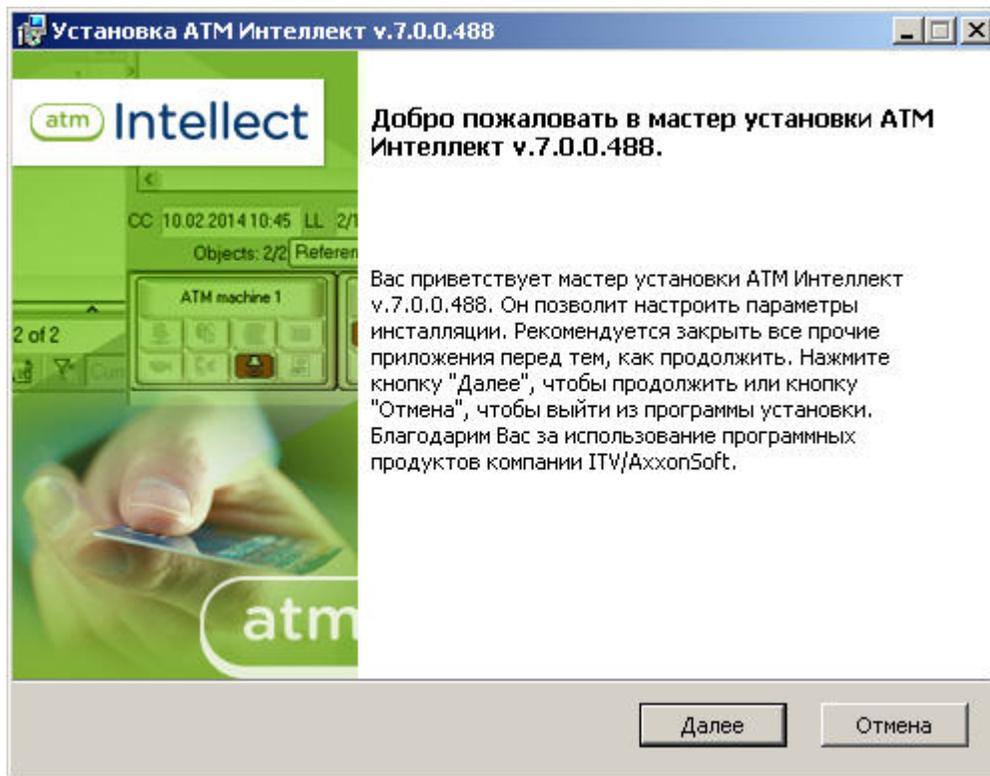 Установка АТМ Интеллект v.7.0.0.488
atm Intellect
Добро пожаловать в мастер установки АТМ
Интеллект v.7.0.0.488.
CC 10.02.2014 10:45 LL
Objects: 2/2
ATM machine 1
2 of 2
Вас приветствует мастер установки АТМ Интеллект
v.7.0.0.488. Он позволит настроить параметры
инсталляции. Рекомендуется закрыть все прочие
приложения перед тем, как продолжить. Нажмите
кнопку "Далее", чтобы продолжить или кнопку
"Отмена", чтобы выйти из программы установки.
Благодарим Вас за использование программных
продуктов компании ITV/AxxonSoft.
atm
Далее
Отмена